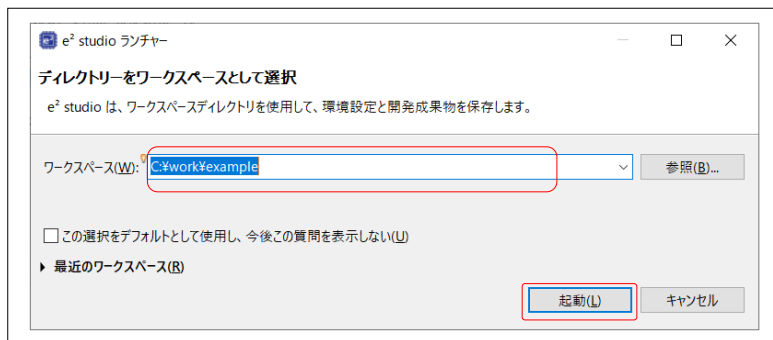 e² studio ランチャー
ディレクトリーをワークスペースとして選択
e² studio は、ワークスペースディレクトリを使用して、環境設定と開発成果物を保存します。
ワークスペース(W): C:¥work¥example 参照(B)...
この選択をデフォルトとして使用し、今後この質問を表示しない(U)
最近のワークスペース(R)
起動(L) キャンセル